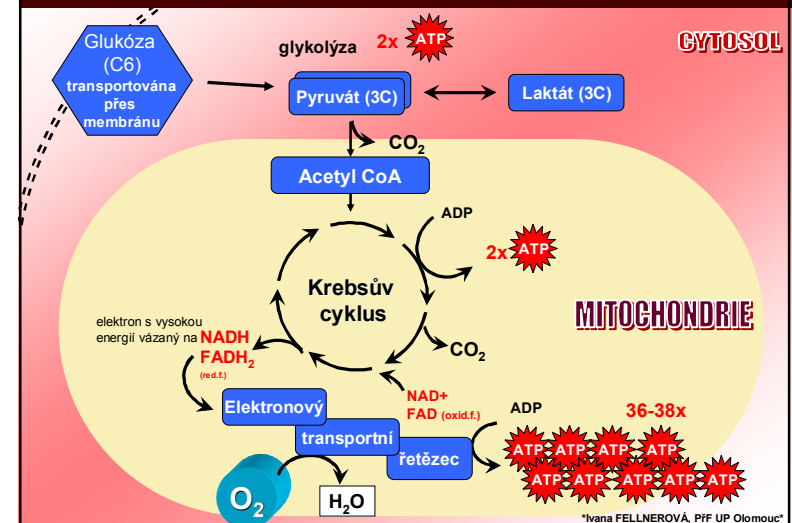 Glukóza
(C6)
transportována
přes
membránu
glykolýza
2x
ATP
CYTOSOL
Pyruvát (3C)
Laktát (3C)
CO2
Acetyl CoA
ADP
2x
ATP
Krebsův
cyklus
MITOCHONDRIE
elektron s vysokou
energií vázaný na NADH
FADH2
(red.f.)
CO2
NAD+
FAD (oxid.f.)
Elektronový
transportní
řetězec
ADP
36-38x
ATP ATP ATP ATP
ATP ATP ATP ATP ATP
O2
H2O
*Ivana FELLNEROVÁ, PřF UP Olomouc*